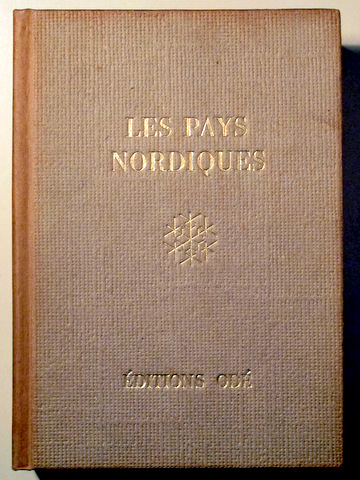 LES PAYS
NORDIQUES
ÉDITIONS ODÉ